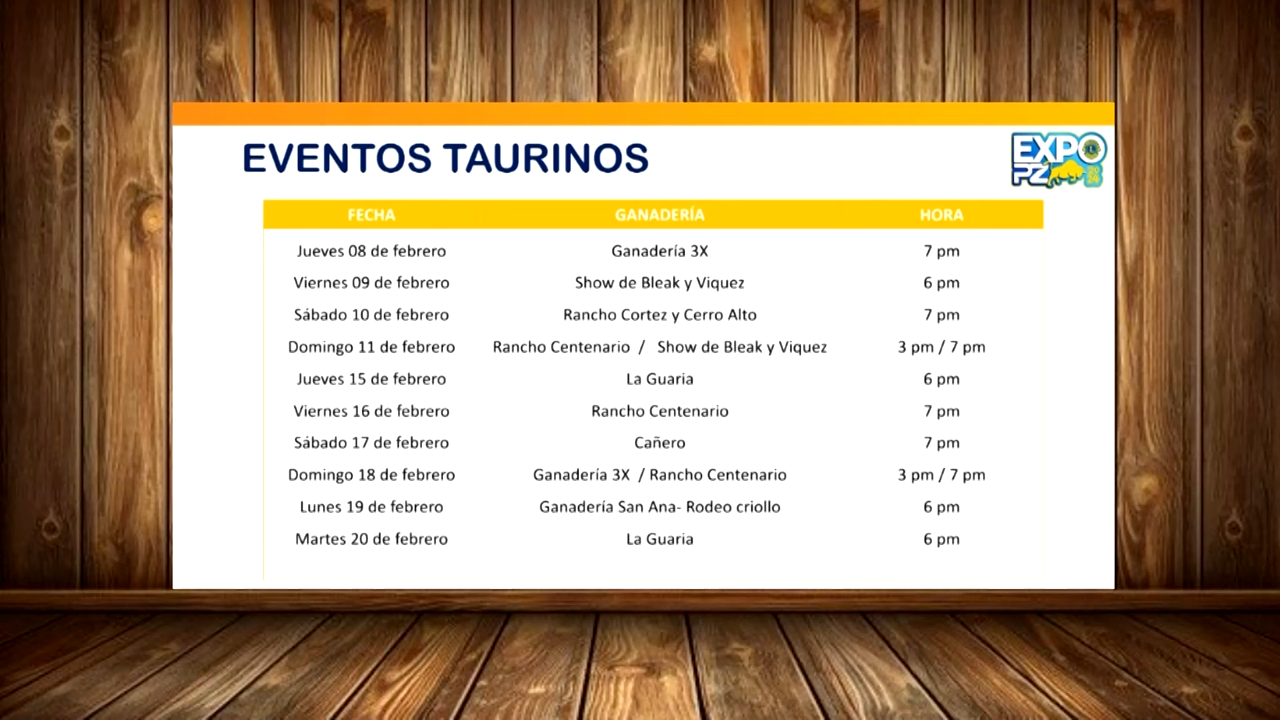 EVENTOS TAURINOS
EXPO
PZ 2024
FECHA GANADERÍA HORA
Jueves 08 de febrero Ganadería 3X 7 pm
Viernes 09 de febrero Show de Bleak y Viquez 6 pm
Sábado 10 de febrero Rancho Cortez y Cerro Alto 7 pm
Domingo 11 de febrero Rancho Centenario / Show de Bleak y Viquez 3 pm / 7 pm
Jueves 15 de febrero La Guaria 6 pm
Viernes 16 de febrero Rancho Centenario 7 pm
Sábado 17 de febrero Cañero 7 pm
Domingo 18 de febrero Ganadería 3X / Rancho Centenario 3 pm / 7 pm
Lunes 19 de febrero Ganadería San Ana- Rodeo criollo 6 pm
Martes 20 de febrero La Guaria 6 pm